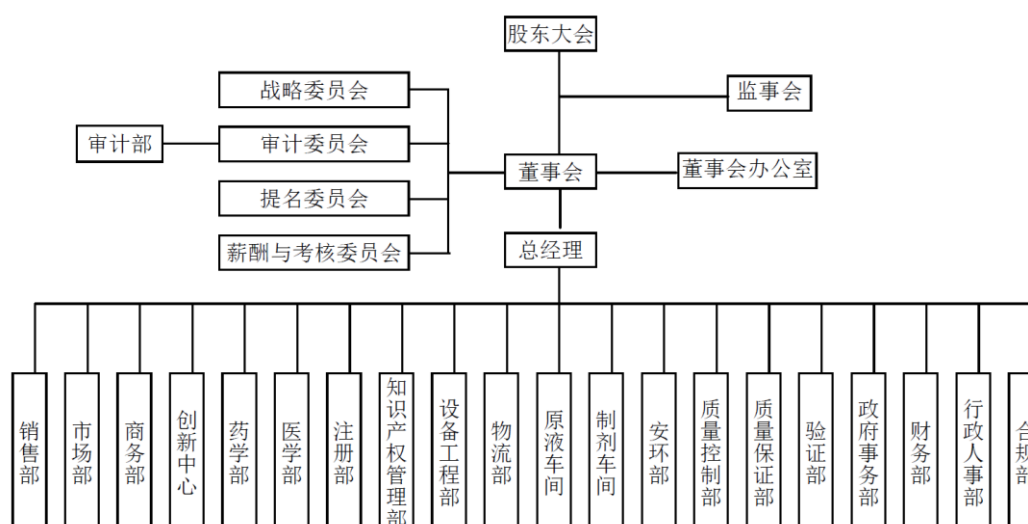 股东大会
战略委员会
监事会
审计部
审计委员会
董事会
董事会办公室
提名委员会
薪酬与考核委员会
总经理
销售部
市场部
商务部
创新中心
药学部
医学部
注册部
知识产权管理部
设备工程部
物流部
原液车间
制剂车间
安环部
质量控制部
质量保证部
验证部
政府事务部
财务部
行政人事部
合规部